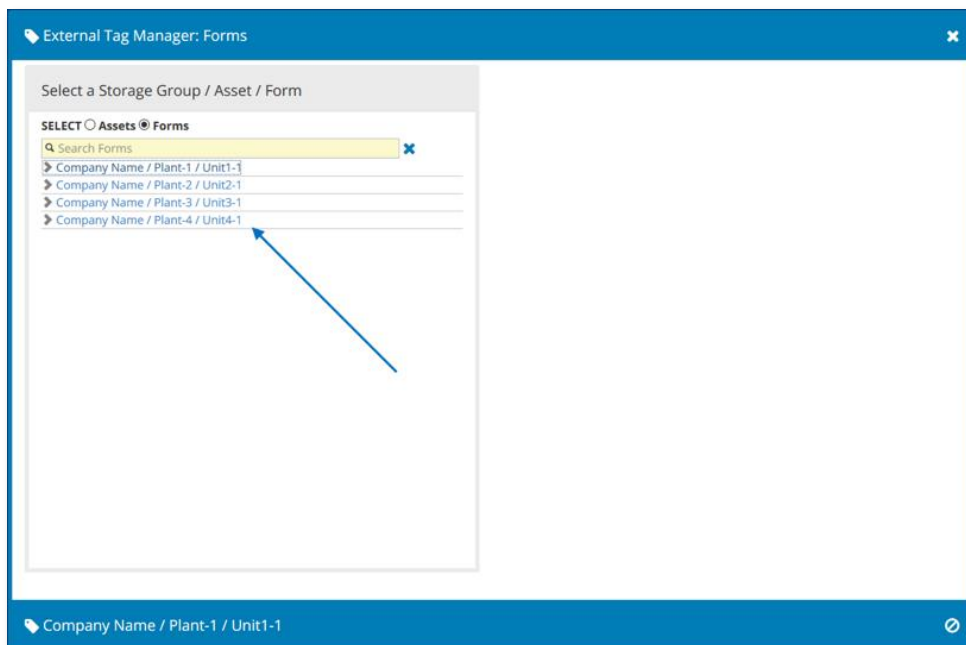 External Tag Manager: Forms
Select a Storage Group / Asset / Form
SELECT Assets Forms
Search Forms
Company Name / Plant-1 / Unit1-1
Company Name / Plant-2 / Unit2-1
Company Name / Plant-3 / Unit3-1
Company Name / Plant-4 / Unit4-1
Company Name / Plant-1 / Unit1-1